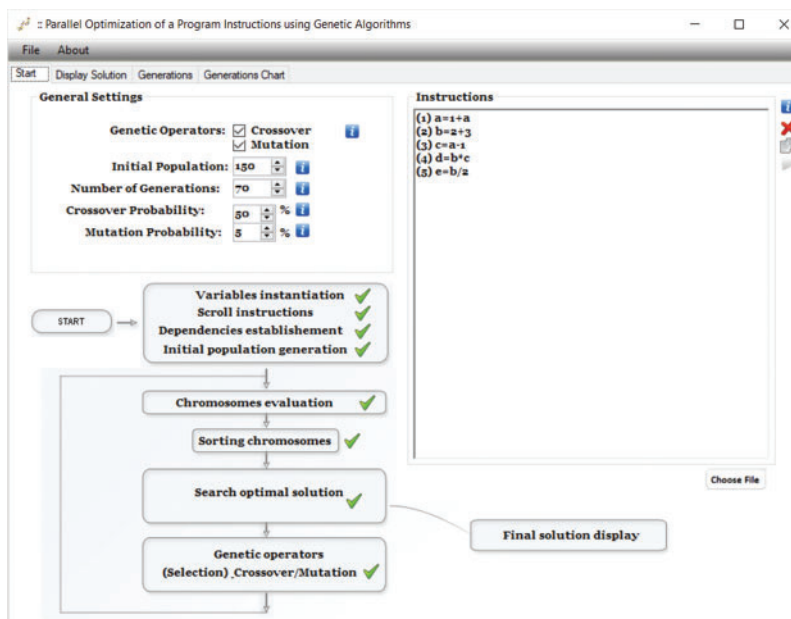 :: Parallel Optimization of a Program Instructions using Genetic Algorithms
File About
Start Display Solution Generations Generations Chart
General Settings
Genetic Operators: Crossover
Mutation
Initial Population: 150
Number of Generations: 70
Crossover Probability: 50 %
Mutation Probability: 5 %
Instructions
(1) a=1+a
(2) b=2+3
(3) c=a-1
(4) d=b*c
(5) e=b/2
START
Variables instantiation
Scroll instructions
Dependencies establishement
Initial population generation
Chromosomes evaluation
Sorting chromosomes
Search optimal solution
Genetic operators
(Selection) .Crossover/Mutation
Choose File
Final solution display